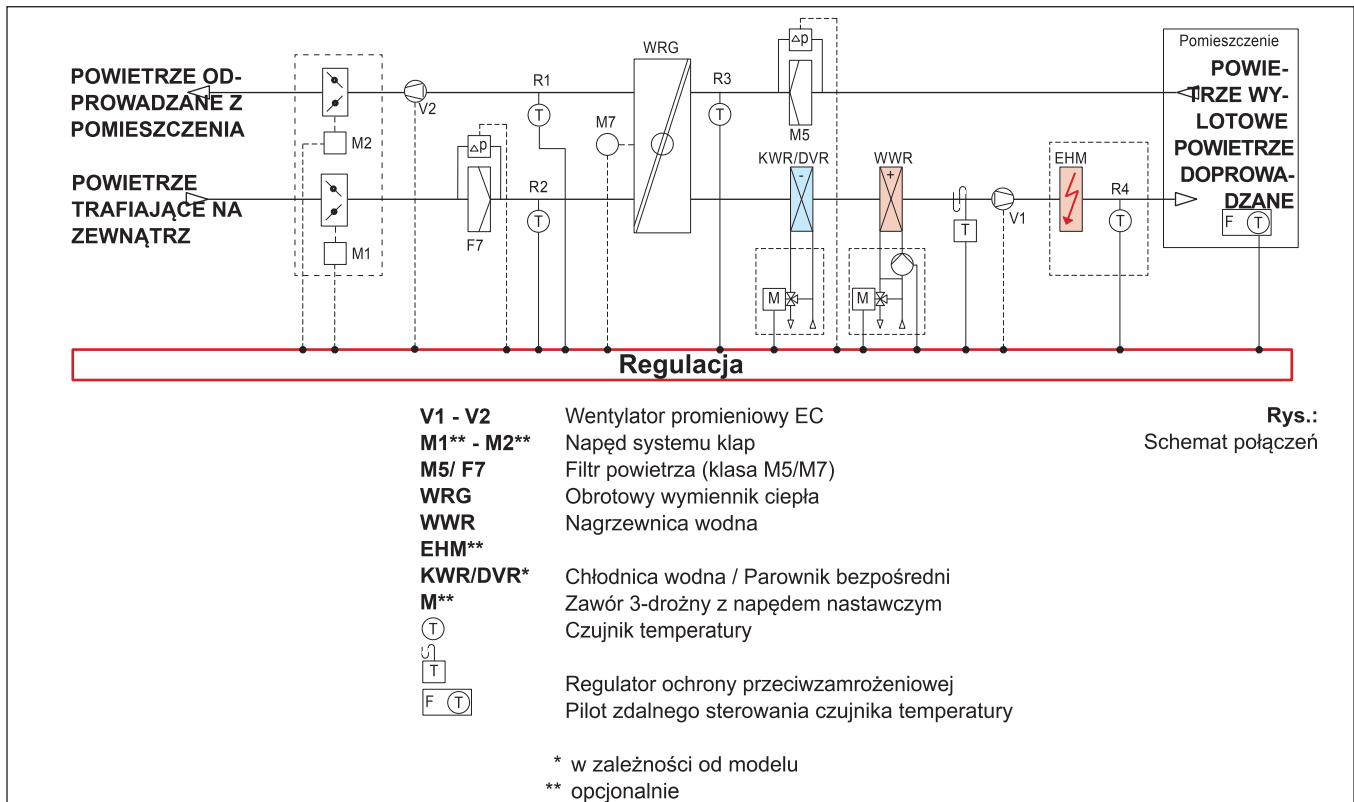 POWIETRZE OD-
PROWADZANE Z
POMIESZCZENIA
POWIETRZE
TRAFIAJĄCE NA
ZEWNĄTRZ
M2
M1
V2
Δp
F7
R1
T
R2
T
M7
WRG
R3
T
Δp
M5
KWR/DVR
-
M
WWR
+
M
T
V1
EHM
R4
T
Pomieszczenie
POWIE-
TRZE WY-
LOTOWE
POWIETRZE
DOPROWA-
DZANE
F T
Regulacja
V1 - V2 Wentylator promieniowy EC
M1** - M2** Napęd systemu klap
M5/ F7 Filtr powietrza (klasa M5/M7)
WRG Obrotowy wymiennik ciepła
WWR Nagrzewnica wodna
EHM**
KWR/DVR* Chłodnica wodna / Parownik bezpośredni
M** Zawór 3-drożny z napędem nastawczym
T Czujnik temperatury
T Regulator ochrony przeciwzamrożeniowej
F T Pilot zdalnego sterowania czujnika temperatury
* w zależności od modelu
** opcjonalnie
Rys.:
Schemat połączeń